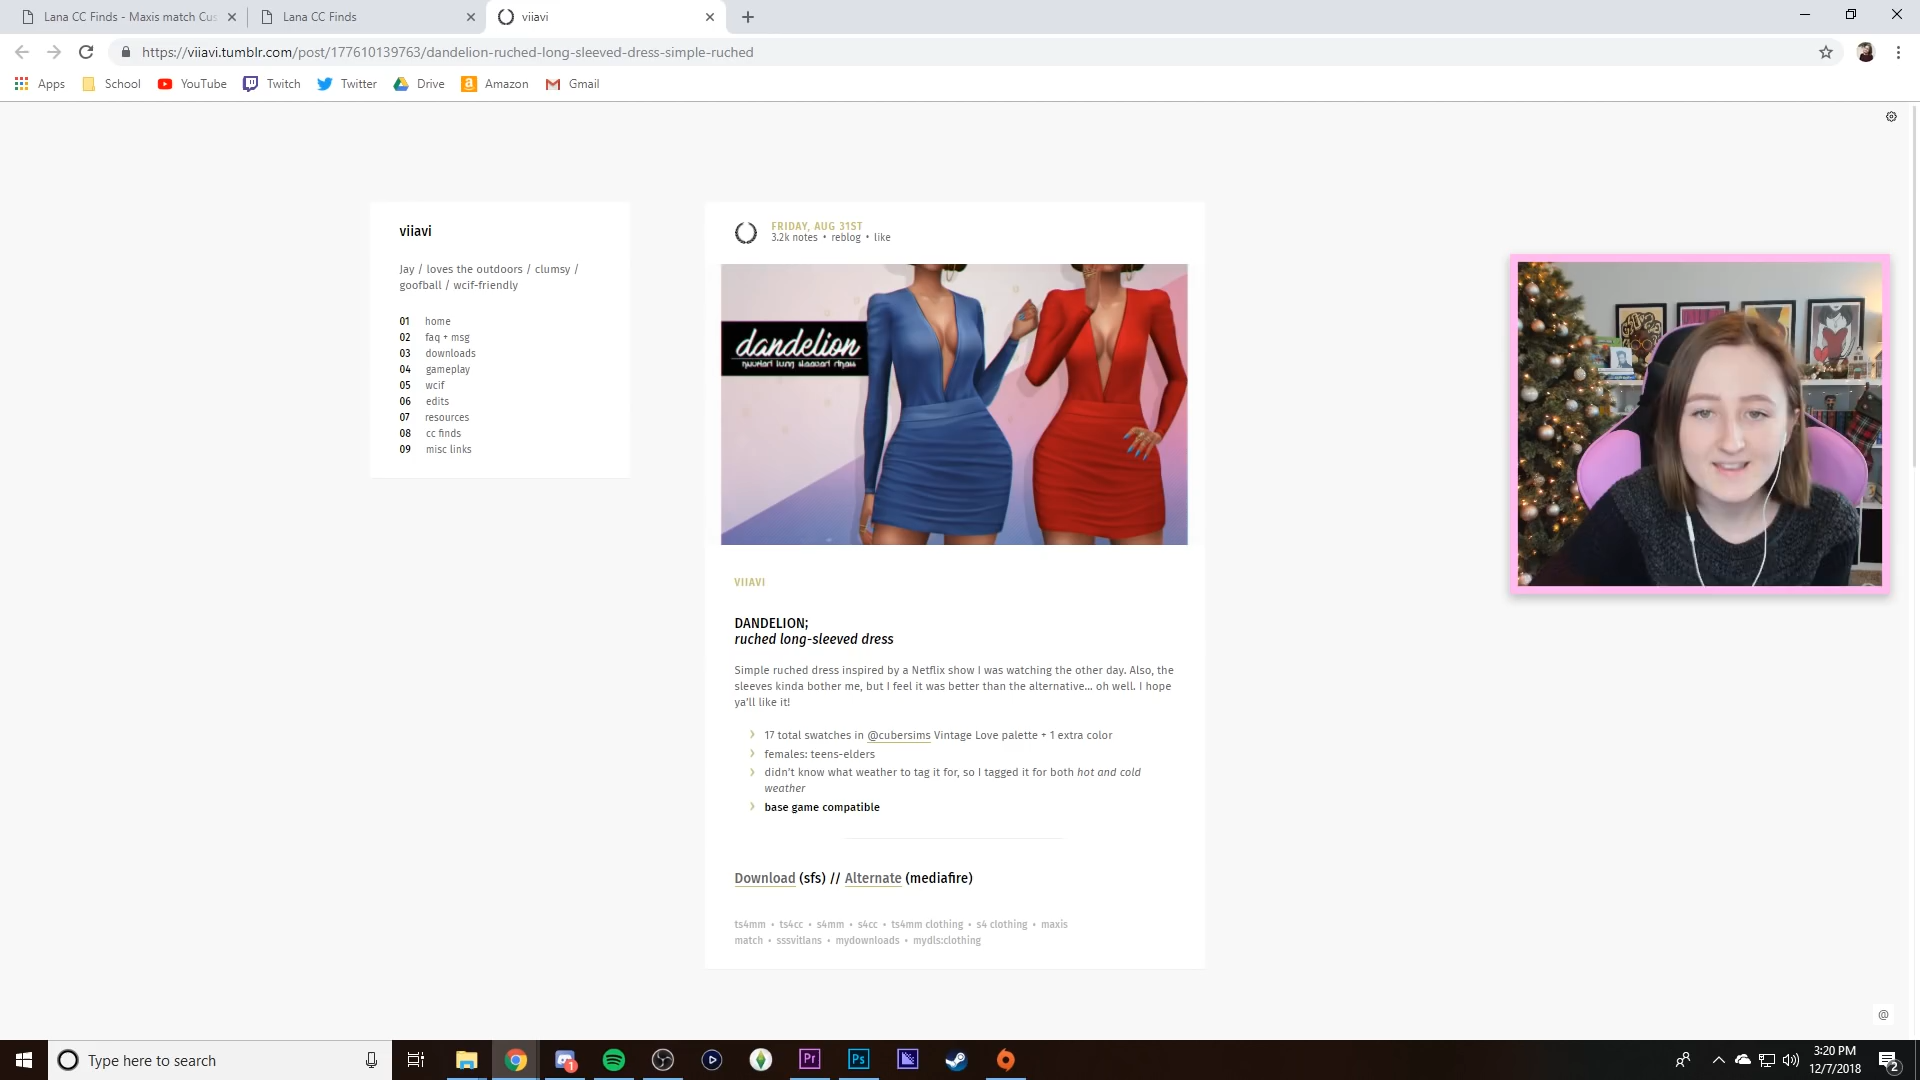 Lana CC Finds - Maxis match Cus
Lana CC Finds
viiavi
https://viiavi.tumblr.com/post/177610139763/dandelion-ruched-long-sleeved-dress-simple-ruched
Apps
School
YouTube
Twitch
Twitter
Drive
Amazon
Gmail
viiavi
Jay / loves the outdoors / clumsy /
goofball / wcif-friendly
01 home
02 faq + msg
03 downloads
04 gameplay
05 wcif
06 edits
07 resources
08 cc finds
09 misc links
FRIDAY, AUG 31ST
3.2k notes • reblog • like
dandelion
ruched long sleeved dress
VIIAVI
DANDELION;
ruched long-sleeved dress
Simple ruched dress inspired by a Netflix show I was watching the other day. Also, the
sleeves kinda bother me, but I feel it was better than the alternative... oh well. I hope
ya'll like it!
17 total swatches in @cubersims Vintage Love palette + 1 extra color
females: teens-elders
didn't know what weather to tag it for, so I tagged it for both hot and cold
weather
base game compatible
Download (sfs) // Alternate (mediafire)
ts4mm • ts4cc • s4mm • s4cc • ts4mm clothing • s4 clothing • maxis
match • sssvitlans • mydownloads • mydls:clothing
@
Type here to search
1
Pr
Ps
3:20 PM
12/7/2018
2